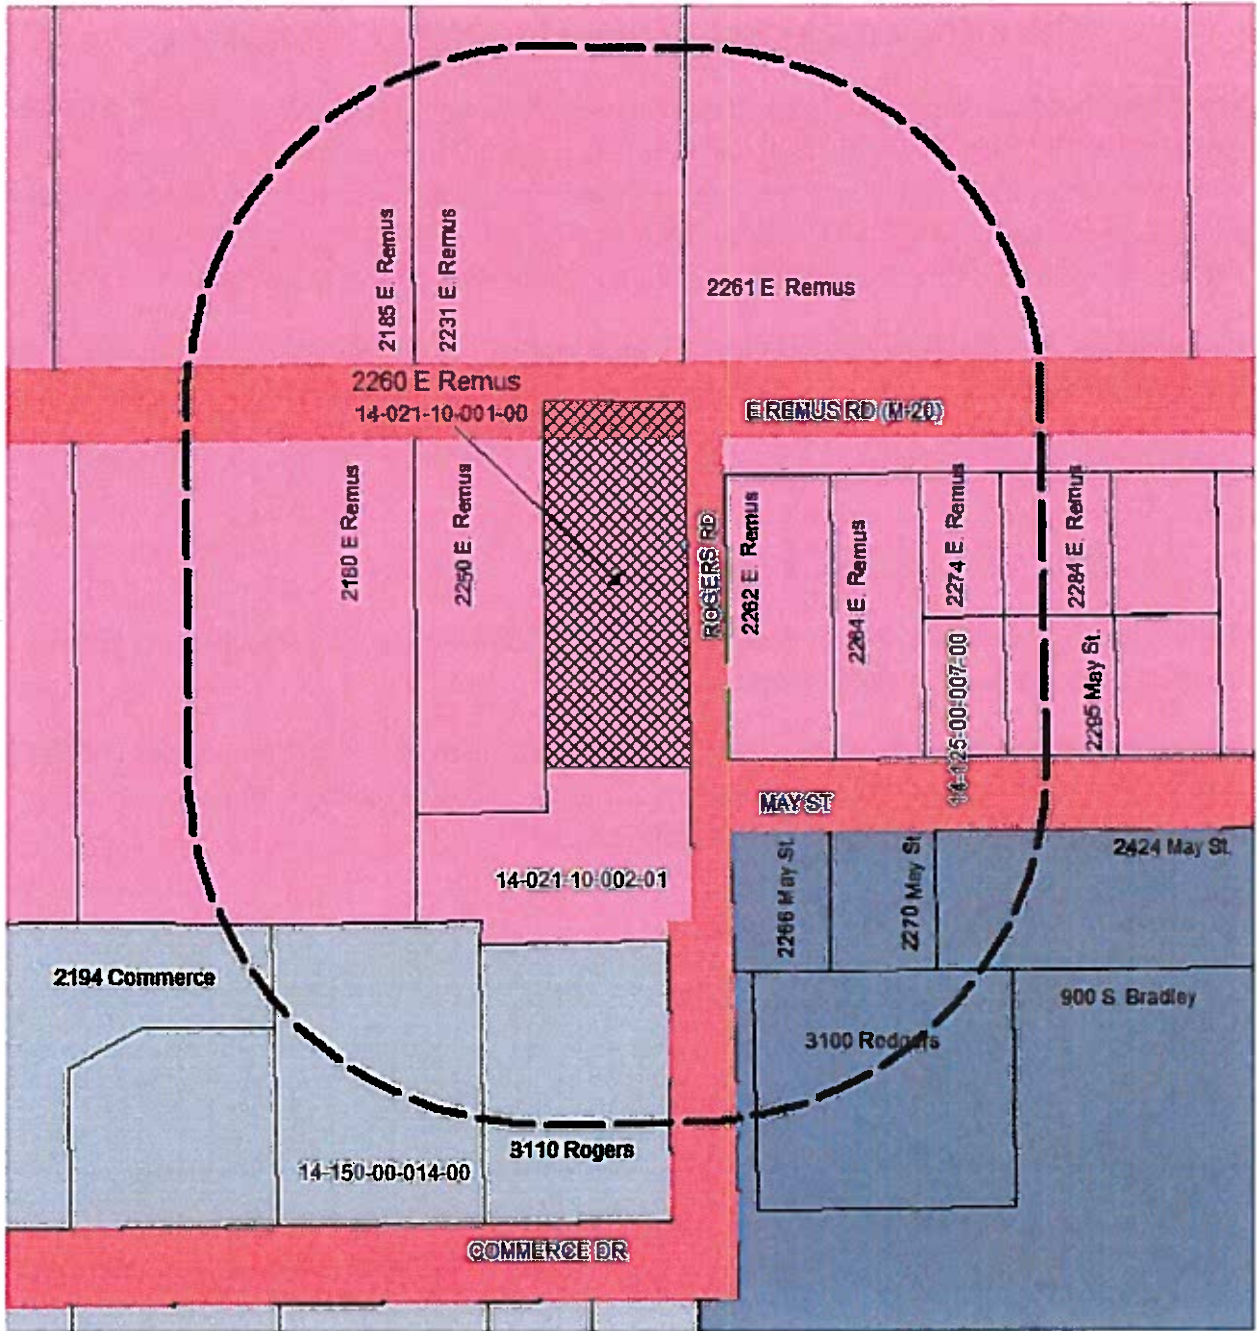 2185 E. Remus
2231 E. Remus
2261 E Remus
2260 E Remus
14-021-10-001-00
E REMUS RD (M-20)
2180 E Remus
2250 E. Remus
ROGERS RD
2262 E. Remus
2264 E. Remus
2274 E. Remus
2284 E. Remus
14-125-00-007-00
2295 May St.
MAY ST
14-021-10-002-01
2266 May St.
2270 May St
2424 May St.
2194 Commerce
900 S. Bradley
3100 Rodgers
3110 Rogers
14-150-00-014-00
COMMERCE DR